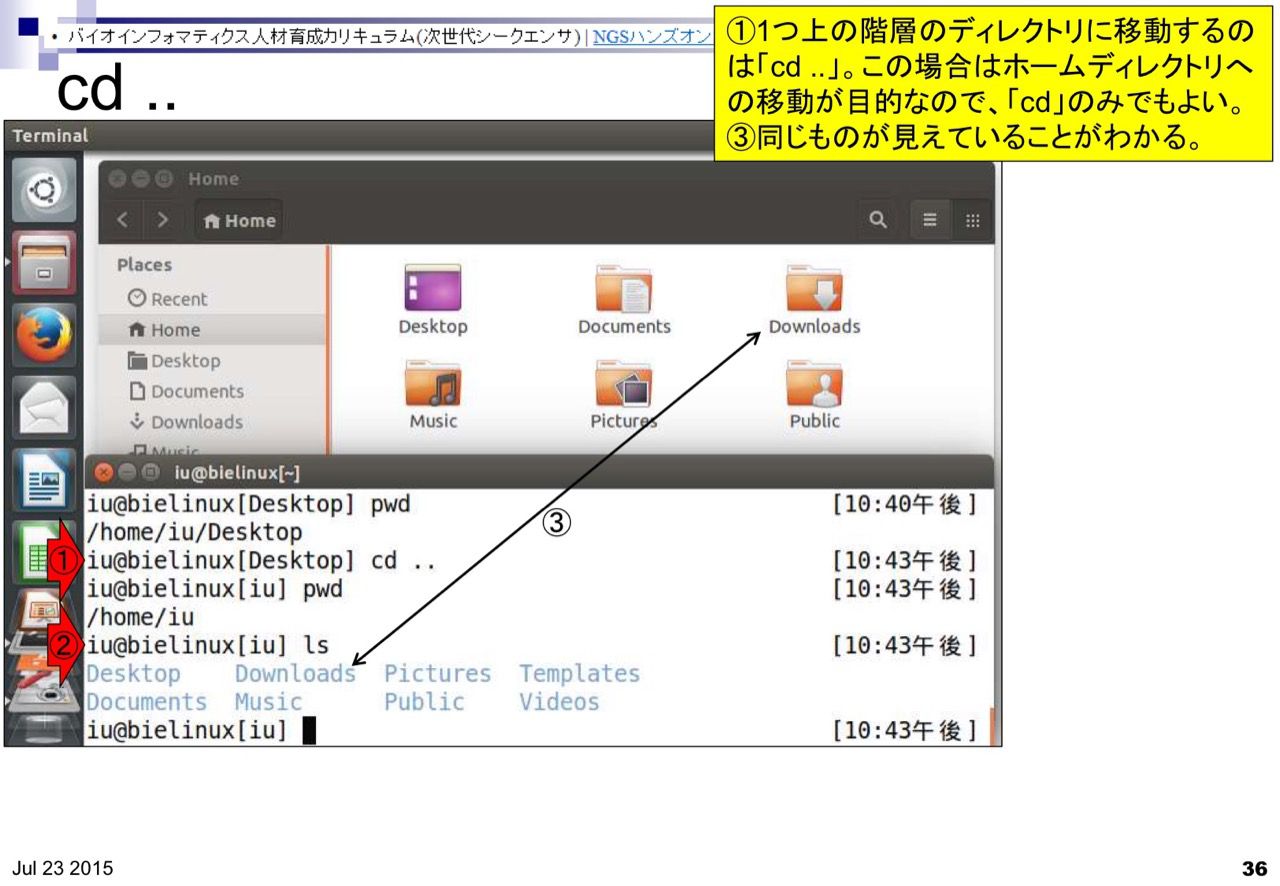 • バイオインフォマティクス人材育成カリキュラム(次世代シークエンサ) | NGSハンズオン
cd ..
①1つ上の階層のディレクトリに移動するの
は「cd ..」。この場合はホームディレクトリへ
の移動が目的なので、「cd」のみでもよい。
③同じものが見えていることがわかる。
Terminal
Home
Home
Places
Recent
Home
Desktop
Documents
Downloads
Music
Desktop Documents Downloads
Music Pictures Public
iu@bielinux[~]
iu@bielinux[Desktop] pwd [10:40午後]
/home/iu/Desktop
③
① iu@bielinux[Desktop] cd .. [10:43午後]
iu@bielinux[iu] pwd [10:43午後]
/home/iu
② iu@bielinux[iu] ls [10:43午後]
Desktop Downloads Pictures Templates
Documents Music Public Videos
iu@bielinux[iu] [10:43午後]
Jul 23 2015
36